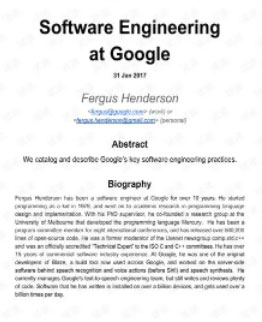 Software Engineering
at Google
31 Jan 2017
Fergus Henderson
<fergus@google.com> (work) or
<fergus.henderson@gmail.com> (personal)
Abstract
We catalog and describe Google's key software engineering practices.
Biography
Fergus Henderson has been a software engineer at Google for over 10 years. He started
programming as a kid in 1979, and went on to academic research in programming language
design and implementation. With his PhD supervisor, he co-founded a research group at the
University of Melbourne that developed the programming language Mercury. He has been a
program committee member for eight international conferences, and has released over 500,000
lines of open-source code. He was a former moderator of the Usenet newsgroup comp.std.c++
and was an officially accredited "Technical Expert" to the ISO C and C++ committees. He has over
15 years of commercial software industry experience. At Google, he was one of the original
developers of Blaze, a build tool now used across Google, and worked on the server-side
software behind speech recognition and voice actions (before Siri!) and speech synthesis. He
currently manages Google's text-to-speech engineering team, but still writes and reviews plenty
of code. Software that he has written is installed on over a billion devices, and gets used over a
billion times per day.